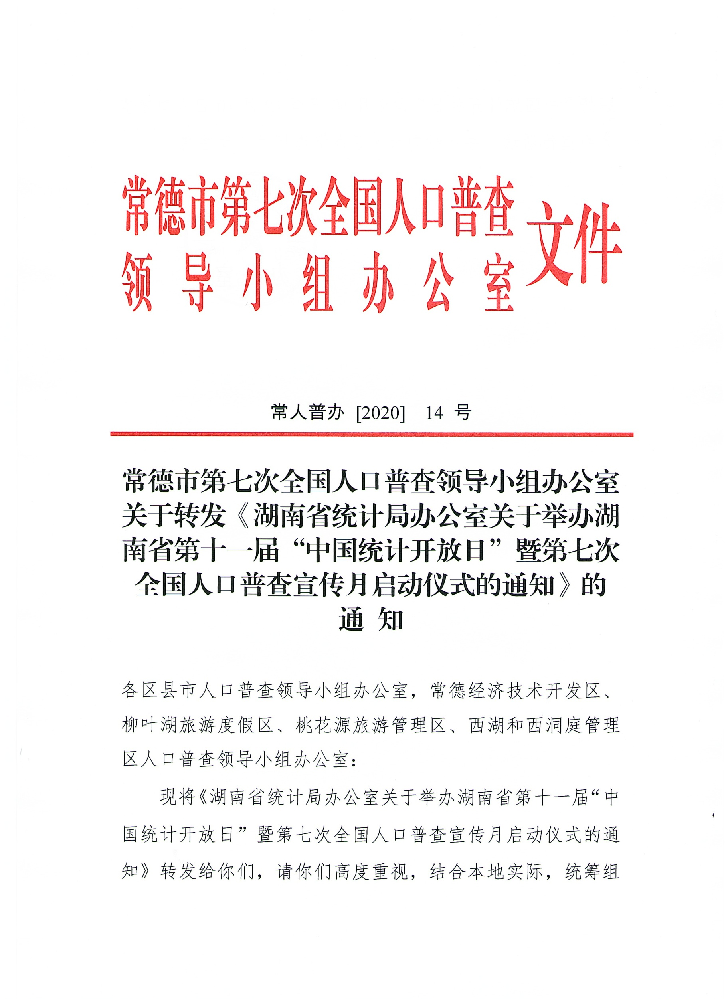 常德市第七次全国人口普查
领导小组办公室
文件
常人普办 [2020] 14 号
常德市第七次全国人口普查领导小组办公室
关于转发《湖南省统计局办公室关于举办湖
南省第十一届“中国统计开放日”暨第七次
全国人口普查宣传月启动仪式的通知》的
通 知
各区县市人口普查领导小组办公室，常德经济技术开发区、
柳叶湖旅游度假区、桃花源旅游管理区、西湖和西洞庭管理
区人口普查领导小组办公室：
现将《湖南省统计局办公室关于举办湖南省第十一届“中
国统计开放日”暨第七次全国人口普查宣传月启动仪式的通
知》转发给你们，请你们高度重视，结合本地实际，统筹组